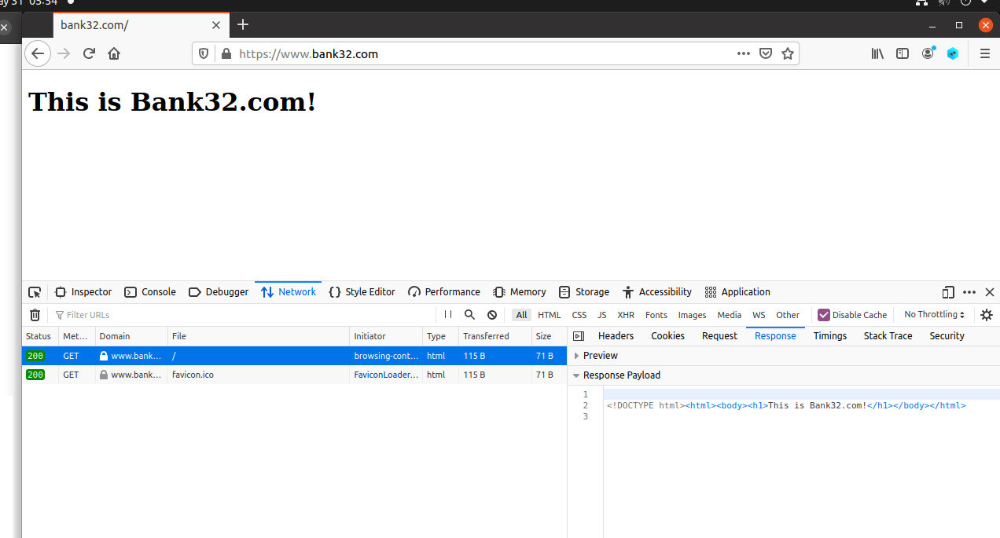 ay 31 03:34
bank32.com/
https://www.bank32.com
This is Bank32.com!
Inspector Console Debugger Network Style Editor Performance Memory Storage Accessibility Application
Filter URLs All HTML CSS JS XHR Fonts Images Media WS Other Disable Cache No Throttling
Status Met... Domain File Initiator Type Transferred Size Headers Cookies Request Response Timings Stack Trace Security
200 GET www.bank... / browsing-cont... html 115 B 71 B Preview
200 GET www.bank... favicon.ico FaviconLoader... html 115 B 71 B Response Payload
1
2 <!DOCTYPE html><html><body><h1>This is Bank32.com!</h1></body></html>
3